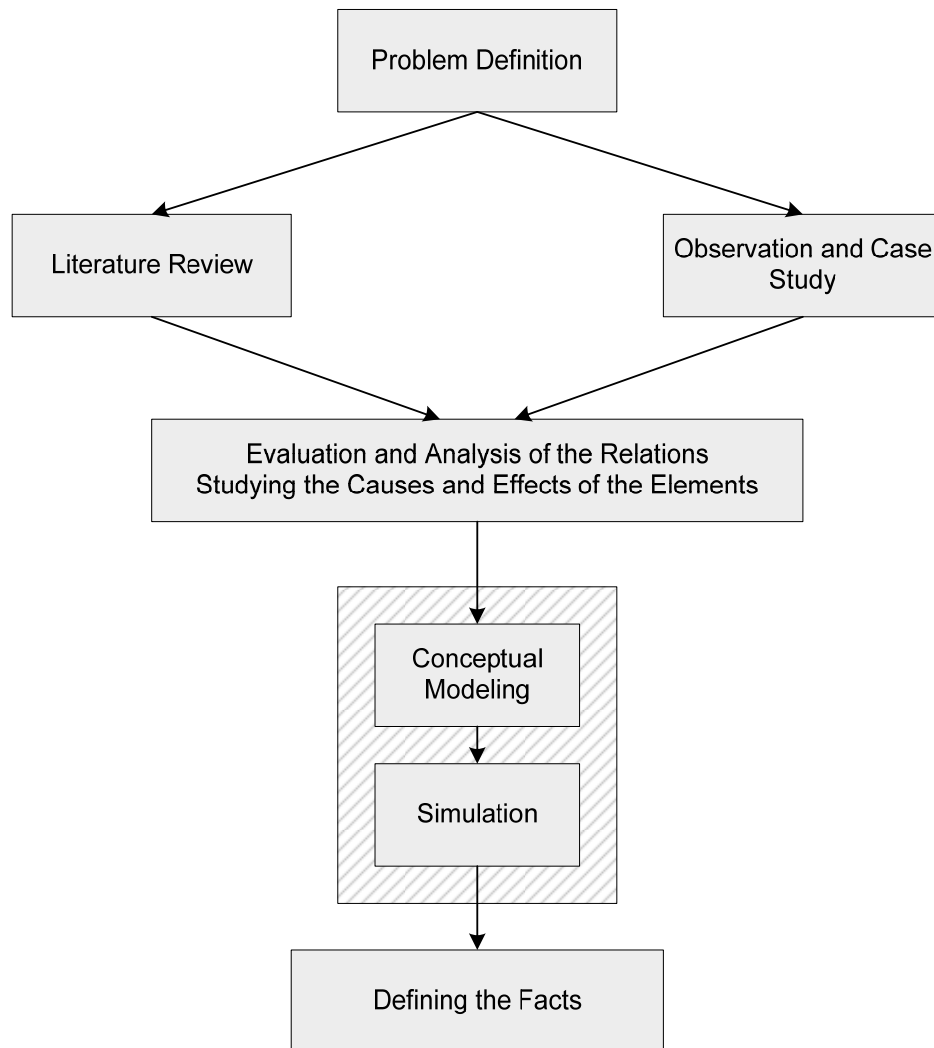 Problem Definition
Literature Review
Observation and Case
Study
Evaluation and Analysis of the Relations
Studying the Causes and Effects of the Elements
Conceptual
Modeling
Simulation
Defining the Facts